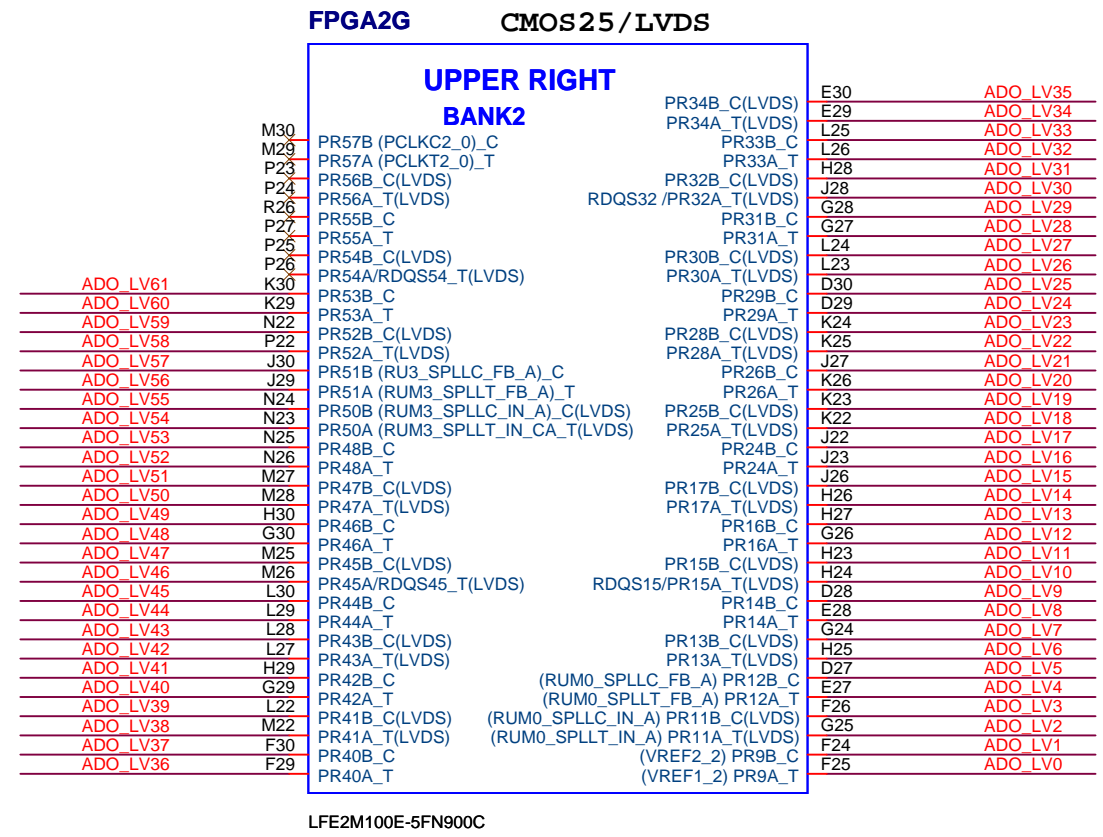 FPGA2G CMOS25/LVDS
UPPER RIGHT
BANK2
M30 PR57B (PCLKC2_0)_C
M29 PR57A (PCLKT2_0)_T
P23 PR56B_C(LVDS)
P24 PR56A_T(LVDS)
R26 PR55B_C
P27 PR55A_T
P25 PR54B_C(LVDS)
P26 PR54A/RDQS54_T(LVDS)
ADO_LV61 K30 PR53B_C
ADO_LV60 K29 PR53A_T
ADO_LV59 N22 PR52B_C(LVDS)
ADO_LV58 P22 PR52A_T(LVDS)
ADO_LV57 J30 PR51B (RU3_SPLLC_FB_A)_C
ADO_LV56 J29 PR51A (RUM3_SPLLT_FB_A)_T
ADO_LV55 N24 PR50B (RUM3_SPLLC_IN_A)_C(LVDS)
ADO_LV54 N23 PR50A (RUM3_SPLLT_IN_CA_T(LVDS)
ADO_LV53 N25 PR48B_C
ADO_LV52 N26 PR48A_T
ADO_LV51 M27 PR47B_C(LVDS)
ADO_LV50 M28 PR47A_T(LVDS)
ADO_LV49 H30 PR46B_C
ADO_LV48 G30 PR46A_T
ADO_LV47 M25 PR45B_C(LVDS)
ADO_LV46 M26 PR45A/RDQS45_T(LVDS)
ADO_LV45 L30 PR44B_C
ADO_LV44 L29 PR44A_T
ADO_LV43 L28 PR43B_C(LVDS)
ADO_LV42 L27 PR43A_T(LVDS)
ADO_LV41 H29 PR42B_C
ADO_LV40 G29 PR42A_T
ADO_LV39 L22 PR41B_C(LVDS)
ADO_LV38 M22 PR41A_T(LVDS)
ADO_LV37 F30 PR40B_C
ADO_LV36 F29 PR40A_T
PR34B_C(LVDS) E30 ADO_LV35
PR34A_T(LVDS) E29 ADO_LV34
PR33B_C L25 ADO_LV33
PR33A_T L26 ADO_LV32
PR32B_C(LVDS) H28 ADO_LV31
RDQS32 /PR32A_T(LVDS) J28 ADO_LV30
PR31B_C G28 ADO_LV29
PR31A_T G27 ADO_LV28
PR30B_C(LVDS) L24 ADO_LV27
PR30A_T(LVDS) L23 ADO_LV26
PR29B_C D30 ADO_LV25
PR29A_T D29 ADO_LV24
PR28B_C(LVDS) K24 ADO_LV23
PR28A_T(LVDS) K25 ADO_LV22
PR26B_C J27 ADO_LV21
PR26A_T K26 ADO_LV20
PR25B_C(LVDS) K23 ADO_LV19
PR25A_T(LVDS) K22 ADO_LV18
PR24B_C J22 ADO_LV17
PR24A_T J23 ADO_LV16
PR17B_C(LVDS) J26 ADO_LV15
PR17A_T(LVDS) H26 ADO_LV14
PR16B_C H27 ADO_LV13
PR16A_T G26 ADO_LV12
PR15B_C(LVDS) H23 ADO_LV11
RDQS15/PR15A_T(LVDS) H24 ADO_LV10
PR14B_C D28 ADO_LV9
PR14A_T E28 ADO_LV8
PR13B_C(LVDS) G24 ADO_LV7
PR13A_T(LVDS) H25 ADO_LV6
(RUM0_SPLLC_FB_A) PR12B_C D27 ADO_LV5
(RUM0_SPLLT_FB_A) PR12A_T E27 ADO_LV4
(RUM0_SPLLC_IN_A) PR11B_C(LVDS) F26 ADO_LV3
(RUM0_SPLLT_IN_A) PR11A_T(LVDS) G25 ADO_LV2
(VREF2_2) PR9B_C F24 ADO_LV1
(VREF1_2) PR9A_T F25 ADO_LV0
LFE2M100E-5FN900C